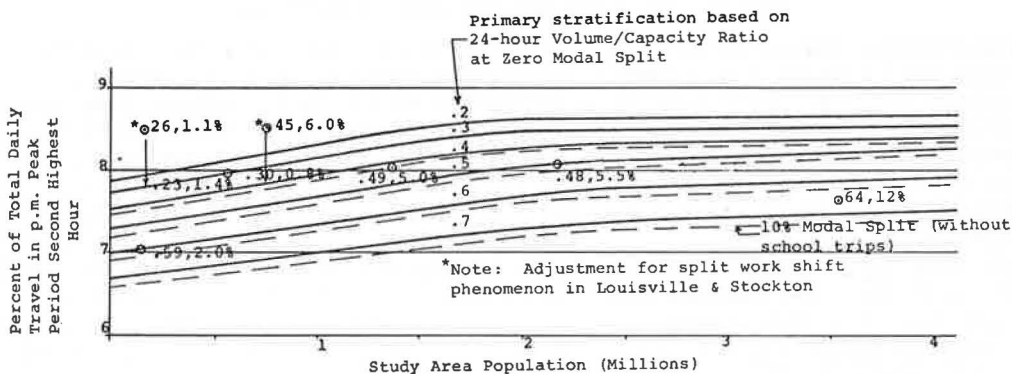 Primary stratification based on
24-hour Volume/Capacity Ratio
at Zero Modal Split
Percent of Total Daily
Travel in p.m. Peak
Period Second Highest
Hour
9
8
7
6
*26,1.1%
*45,6.0%
.2
.3
.4
.5
.6
.7
.23,1.4%
.30,0.8%
.49,5.0%
.48,5.5%
64,12%
.59,2.0%
10% Modal Split (without
school trips)
*Note: Adjustment for split work shift
phenomenon in Louisville & Stockton
1
2
3
4
Study Area Population (Millions)